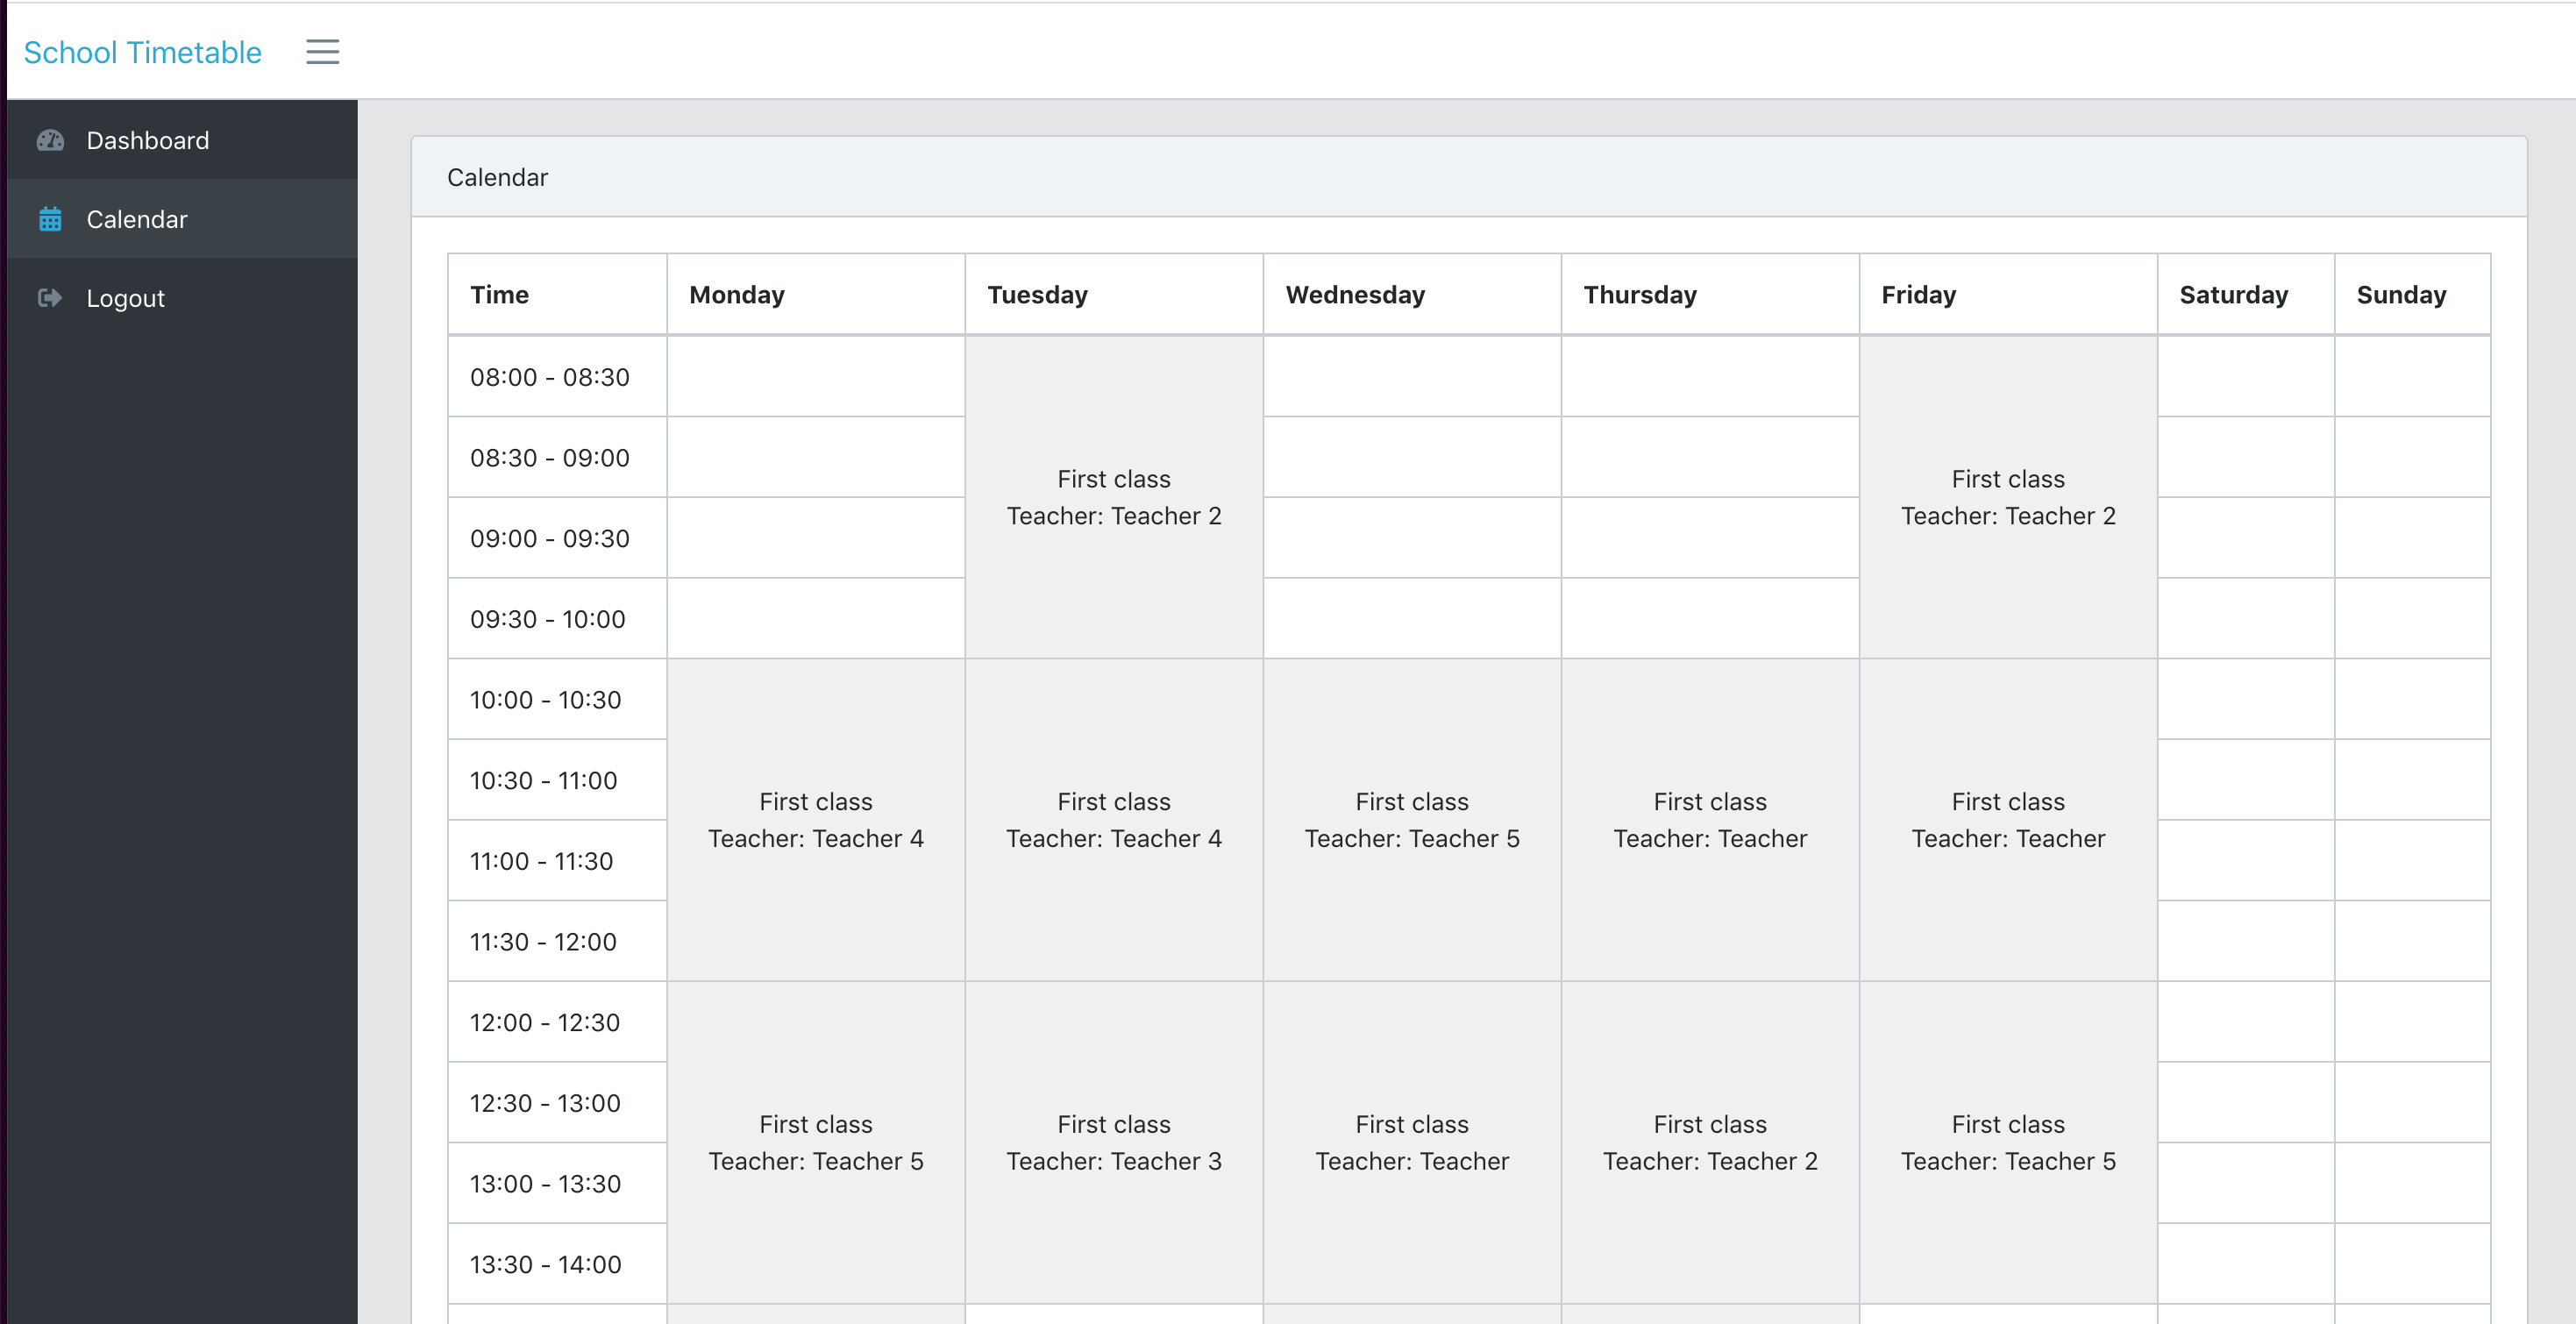 School Timetable
Dashboard
Calendar
Logout
Calendar
Time Monday Tuesday Wednesday Thursday Friday Saturday Sunday
08:00 - 08:30
08:30 - 09:00
First class First class
Teacher: Teacher 2 Teacher: Teacher 2
09:00 - 09:30
09:30 - 10:00
10:00 - 10:30
10:30 - 11:00
First class First class First class First class First class
Teacher: Teacher 4 Teacher: Teacher 4 Teacher: Teacher 5 Teacher: Teacher Teacher: Teacher
11:00 - 11:30
11:30 - 12:00
12:00 - 12:30
12:30 - 13:00
First class First class First class First class First class
Teacher: Teacher 5 Teacher: Teacher 3 Teacher: Teacher Teacher: Teacher 2 Teacher: Teacher 5
13:00 - 13:30
13:30 - 14:00